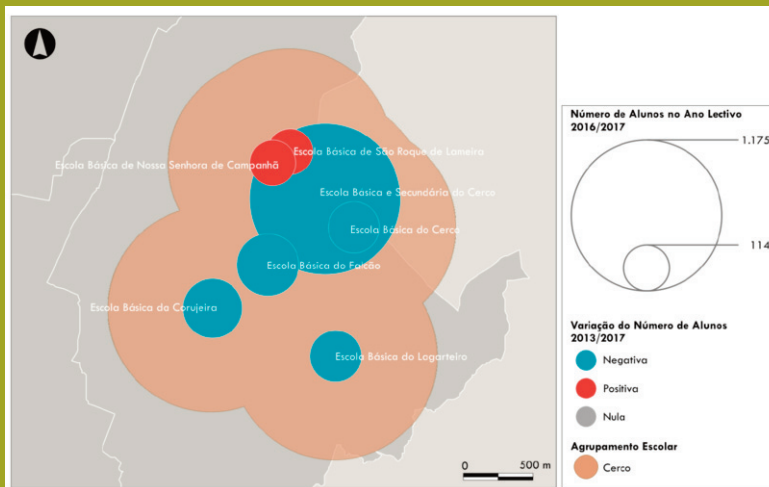 Escola Básica de São Roque de Lameira
Escola Básica de Nossa Senhora de Campanhã
Escola Básica e Secundária do Cerco
Escola Básica do Cerco
Escola Básica do Falcão
Escola Básica da Corujeira
Escola Básica do Lagarteiro
0 500 m
Número de Alunos no Ano Lectivo
2016/2017
1.175
114
Variação do Número de Alunos
2013/2017
Negativa
Positiva
Nula
Agrupamento Escolar
Cerco